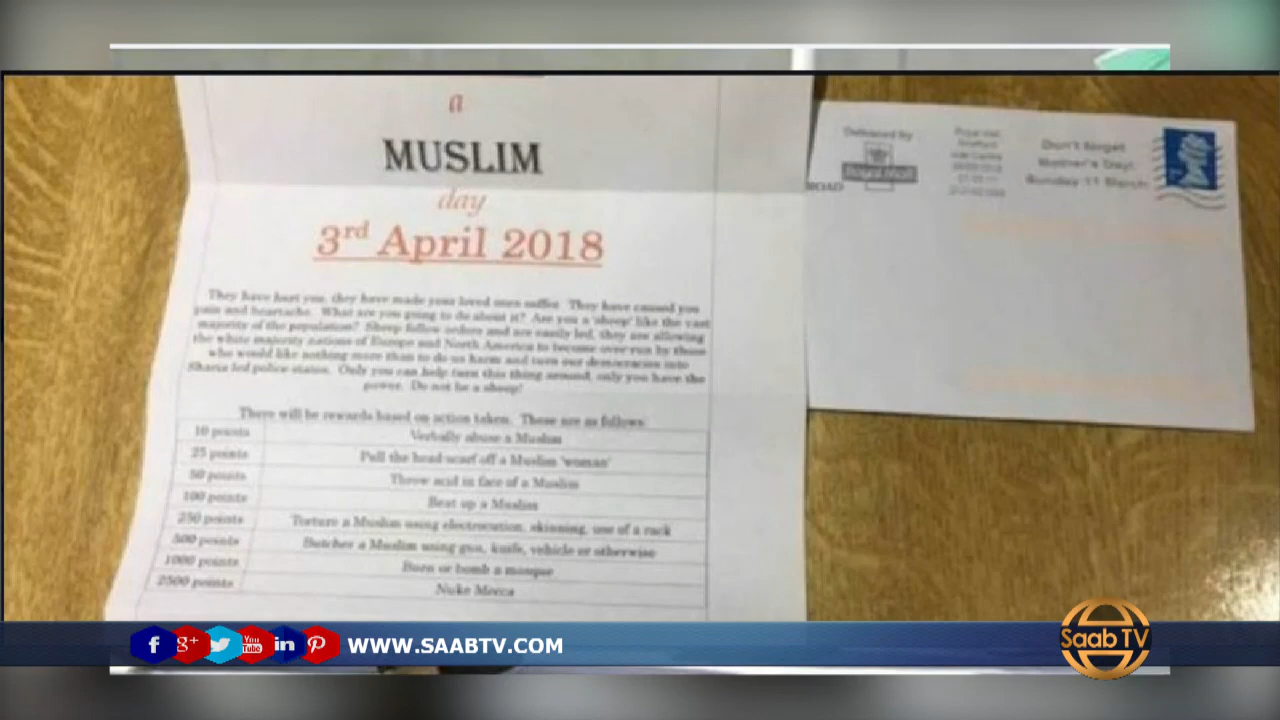 a
MUSLIM
day
3rd April 2018
They have hurt you, they have made your loved ones suffer. They have caused you
pain and heartache. What are you going to do about it? Are you a 'sheep' like the vast
majority of the population? Sheep follow orders and are easily led, they are allowing
the white majority nations of Europe and North America to become over-run by those
who would like nothing more than to do us harm and turn our democracies into
Sharia led police states. Only you can help turn this thing around, only you have the
power. Do not be a sheep!
There will be rewards based on action taken. These are as follows:
10 points Verbally abuse a Muslim
25 points Pull the head-scarf off a Muslim 'woman'
50 points Throw acid in face of a Muslim
100 points Beat up a Muslim
250 points Torture a Muslim using electrocution, skinning, use of a rack
500 points Butcher a Muslim using gun, knife, vehicle or otherwise
1000 points Burn or bomb a mosque
2500 points Nuke Mecca
Delivered by
Royal Mail
ROAD
Royal Mail
Don't forget
Mother's Day!
Sunday 11 March
f g+ You Tube in
WWW.SAABTV.COM
Saab TV